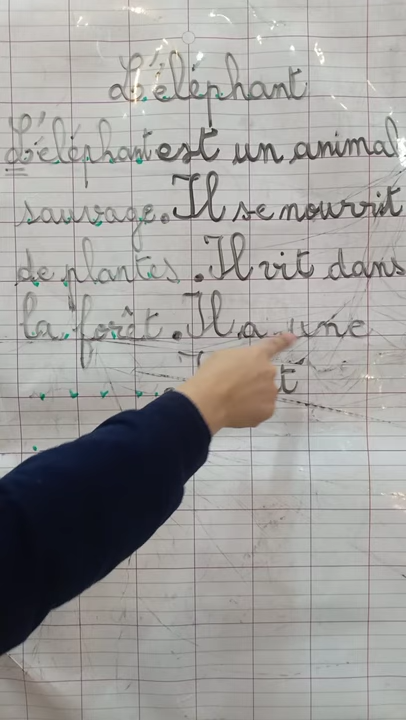 L'éléphant
L'éléphant est un animal
sauvage. Il se nourrit
de plantes. Il vit dans
la forêt. Il a une